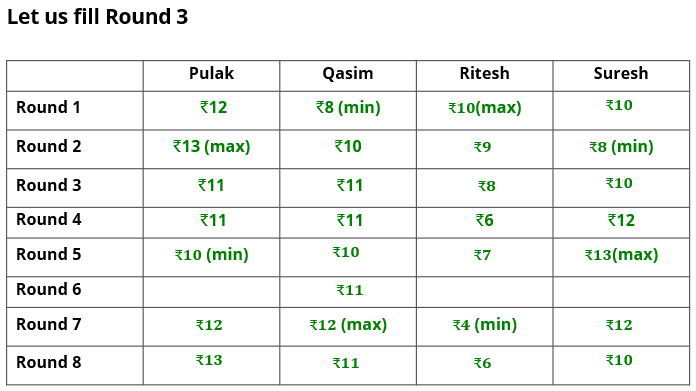 Let us fill Round 3
Pulak Qasim Ritesh Suresh
Round 1 ₹12 ₹8 (min) ₹10(max) ₹10
Round 2 ₹13 (max) ₹10 ₹9 ₹8 (min)
Round 3 ₹11 ₹11 ₹8 ₹10
Round 4 ₹11 ₹11 ₹6 ₹12
Round 5 ₹10 (min) ₹10 ₹7 ₹13(max)
Round 6 ₹11
Round 7 ₹12 ₹12 (max) ₹4 (min) ₹12
Round 8 ₹13 ₹11 ₹6 ₹10